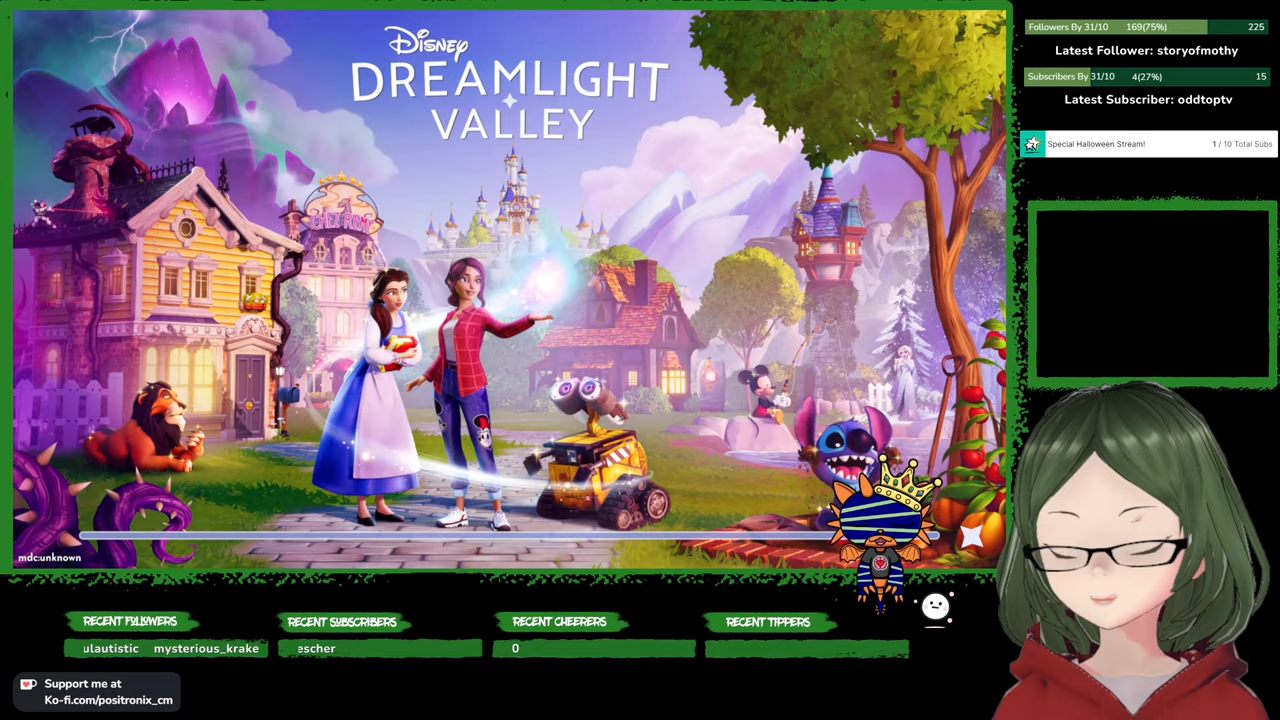 DISNEY
DREAMLIGHT
VALLEY
CHEZ REMY
mdc:unknown
Followers By 31/10 169(75%) 225
Latest Follower: storyofmothy
Subscribers By 31/10 4(27%) 15
Latest Subscriber: oddtoptv
Special Halloween Stream! 1 / 10 Total Subs
RECENT FOLLOWERS
ulautistic mysterious_krake
RECENT SUBSCRIBERS
escher
RECENT CHEERERS
0
RECENT TIPPERS
Support me at
Ko-fi.com/positronix_cm